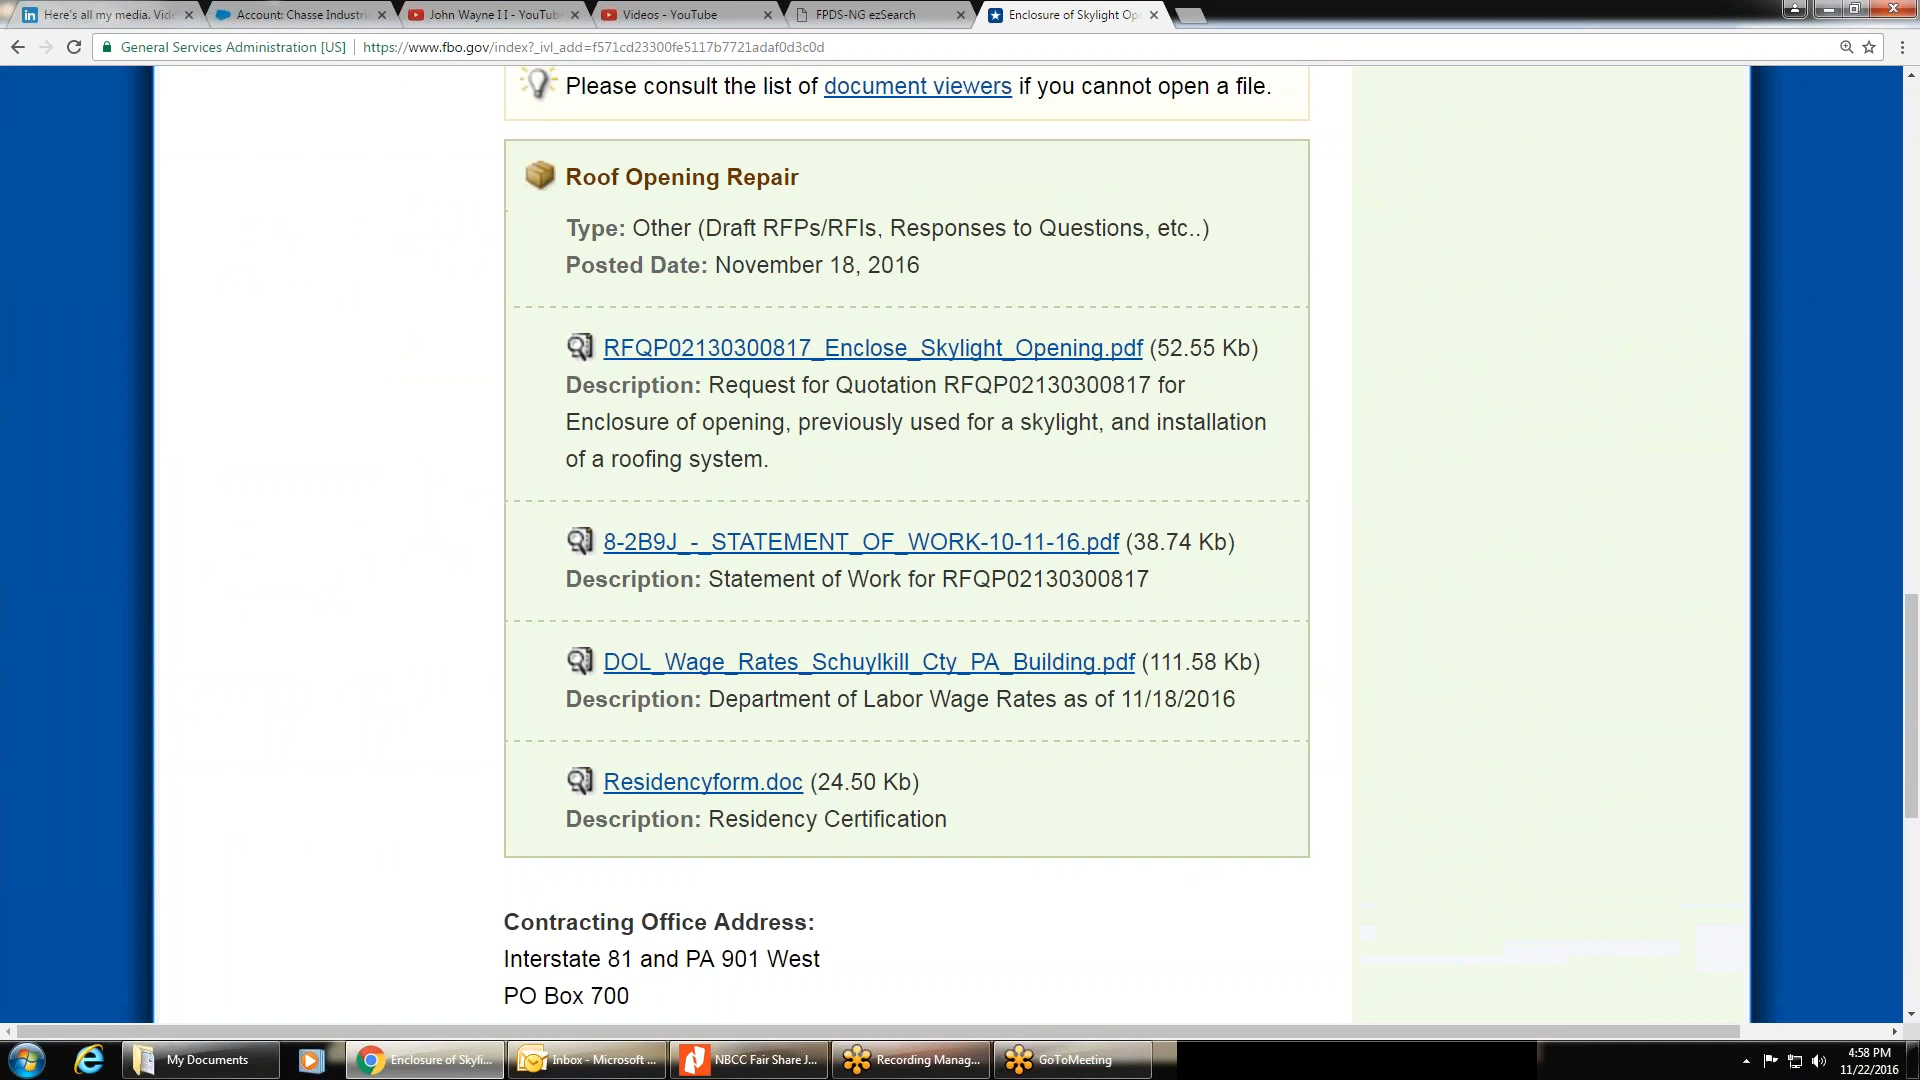 Here's all my media. Vide
Account: Chasse Industri
John Wayne I I - YouTub
Videos - YouTube
FPDS-NG ezSearch
Enclosure of Skylight Op
General Services Administration [US] | https://www.fbo.gov/index?_ivl_add=f571cd23300fe5117b7721adaf0d3c0d
Please consult the list of document viewers if you cannot open a file.
Roof Opening Repair
Type: Other (Draft RFPs/RFIs, Responses to Questions, etc..)
Posted Date: November 18, 2016
RFQP02130300817_Enclose_Skylight_Opening.pdf (52.55 Kb)
Description: Request for Quotation RFQP02130300817 for
Enclosure of opening, previously used for a skylight, and installation
of a roofing system.
8-2B9J_-_STATEMENT_OF_WORK-10-11-16.pdf (38.74 Kb)
Description: Statement of Work for RFQP02130300817
DOL_Wage_Rates_Schuylkill_Cty_PA_Building.pdf (111.58 Kb)
Description: Department of Labor Wage Rates as of 11/18/2016
Residencyform.doc (24.50 Kb)
Description: Residency Certification
Contracting Office Address:
Interstate 81 and PA 901 West
PO Box 700
My Documents
Enclosure of Skyli...
Inbox - Microsoft ...
NBCC Fair Share J...
Recording Manag...
GoToMeeting
4:58 PM
11/22/2016